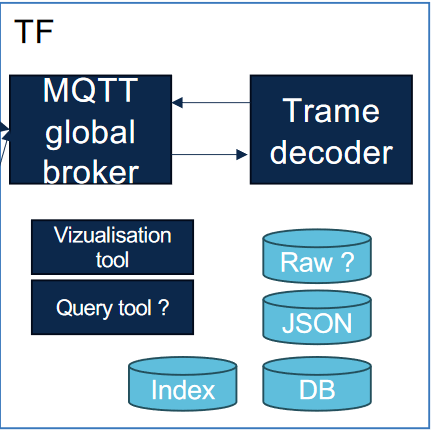 TF
MQTT
global
broker
Trame
decoder
Vizualisation
tool
Query tool ?
Raw ?
JSON
Index
DB